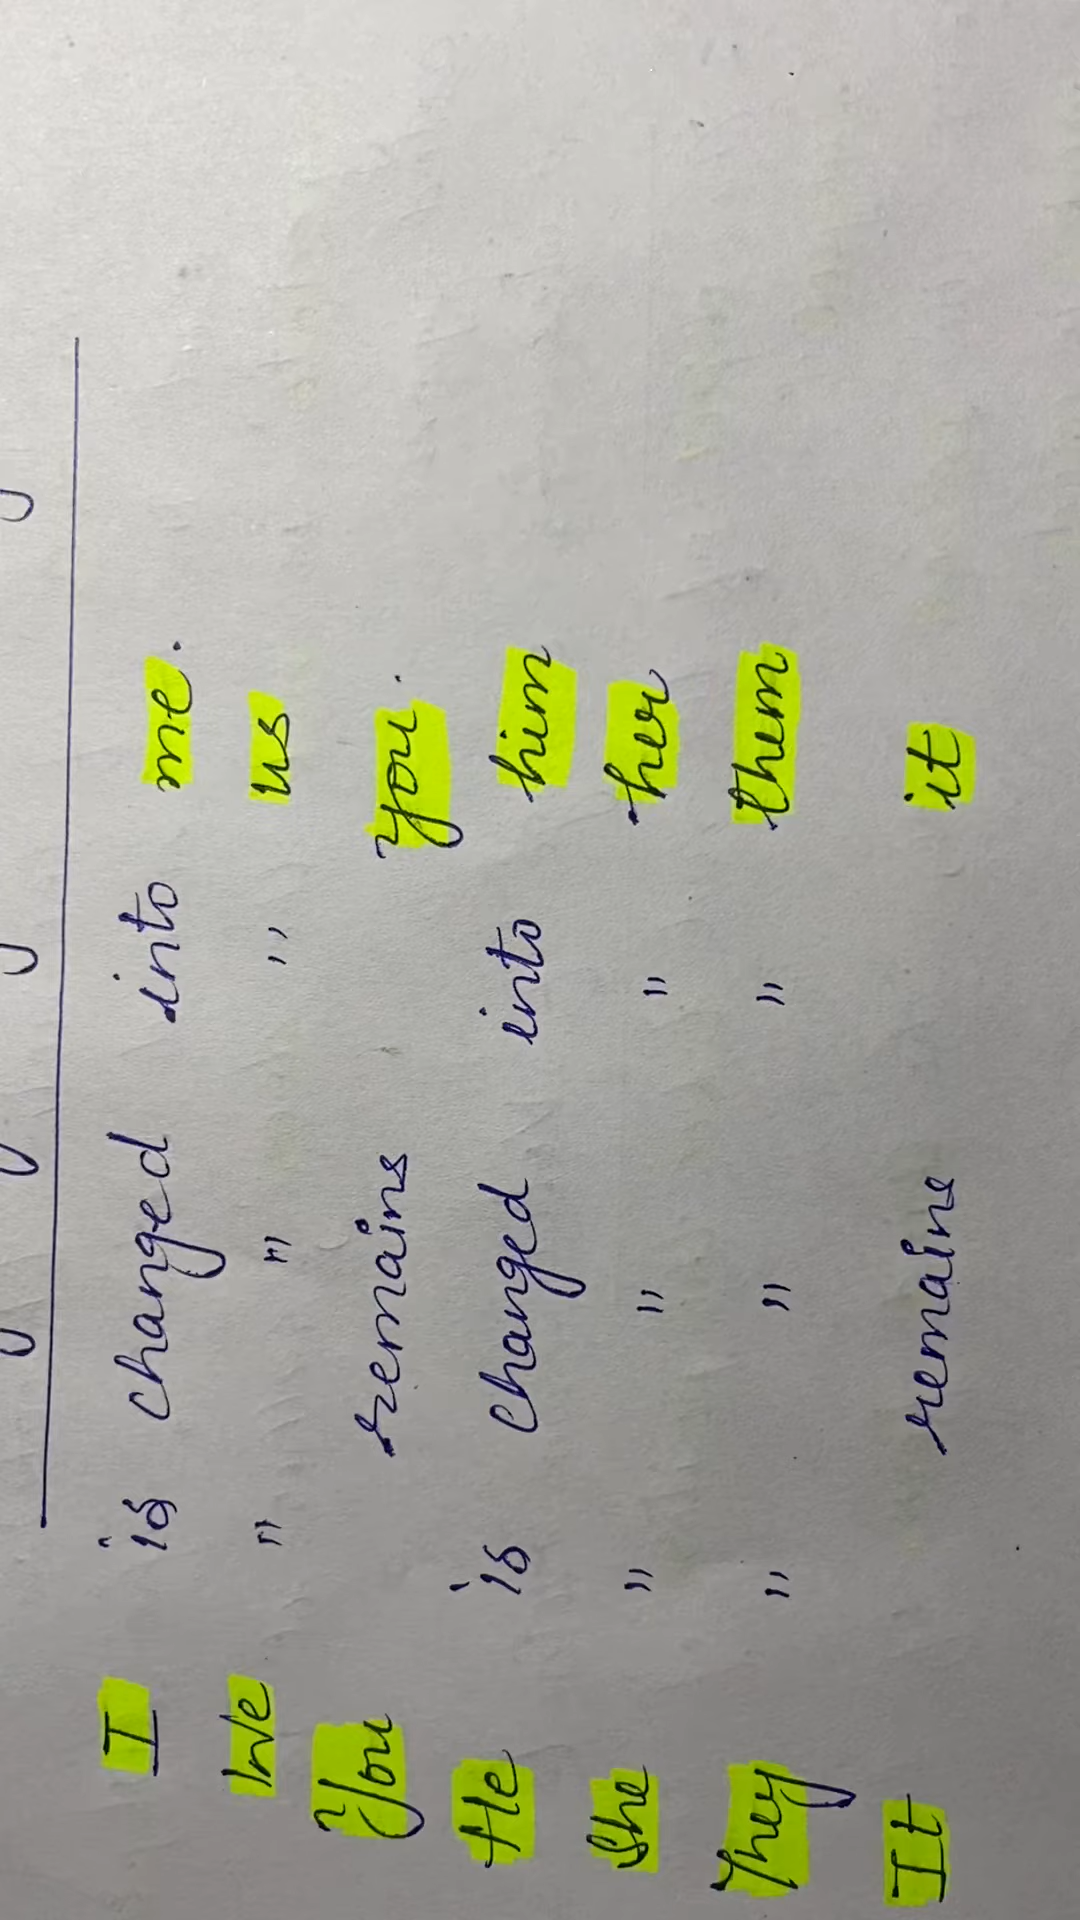 I is changed into me.
We " " " us
You remains you.
He is changed into him
She " " " her
They " " " them
It remains it